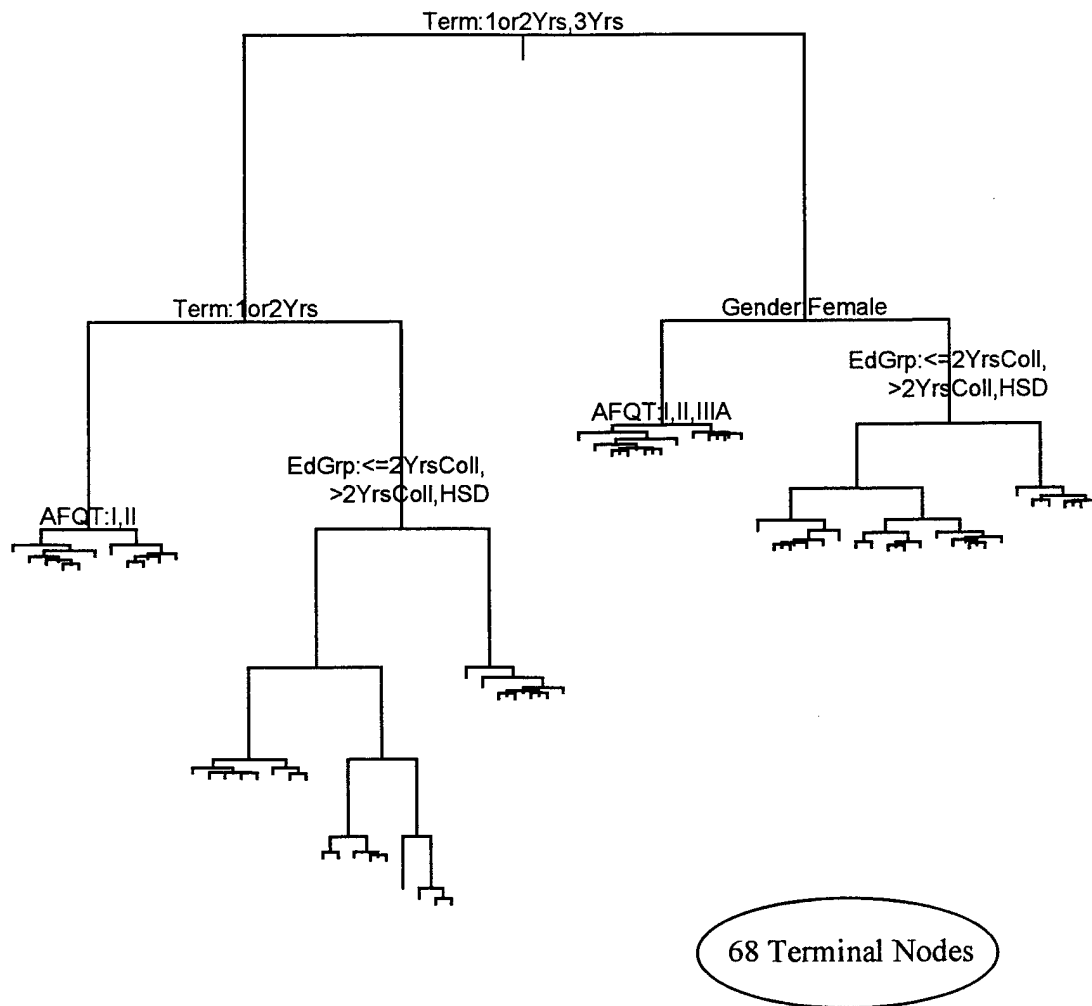 Term:1or2Yrs,3Yrs
Term:1or2Yrs
Gender:Female
EdGrp:<=2YrsColl,
>2YrsColl,HSD
AFQT:I,II,IIIA
EdGrp:<=2YrsColl,
>2YrsColl,HSD
AFQT:I,II
68 Terminal Nodes